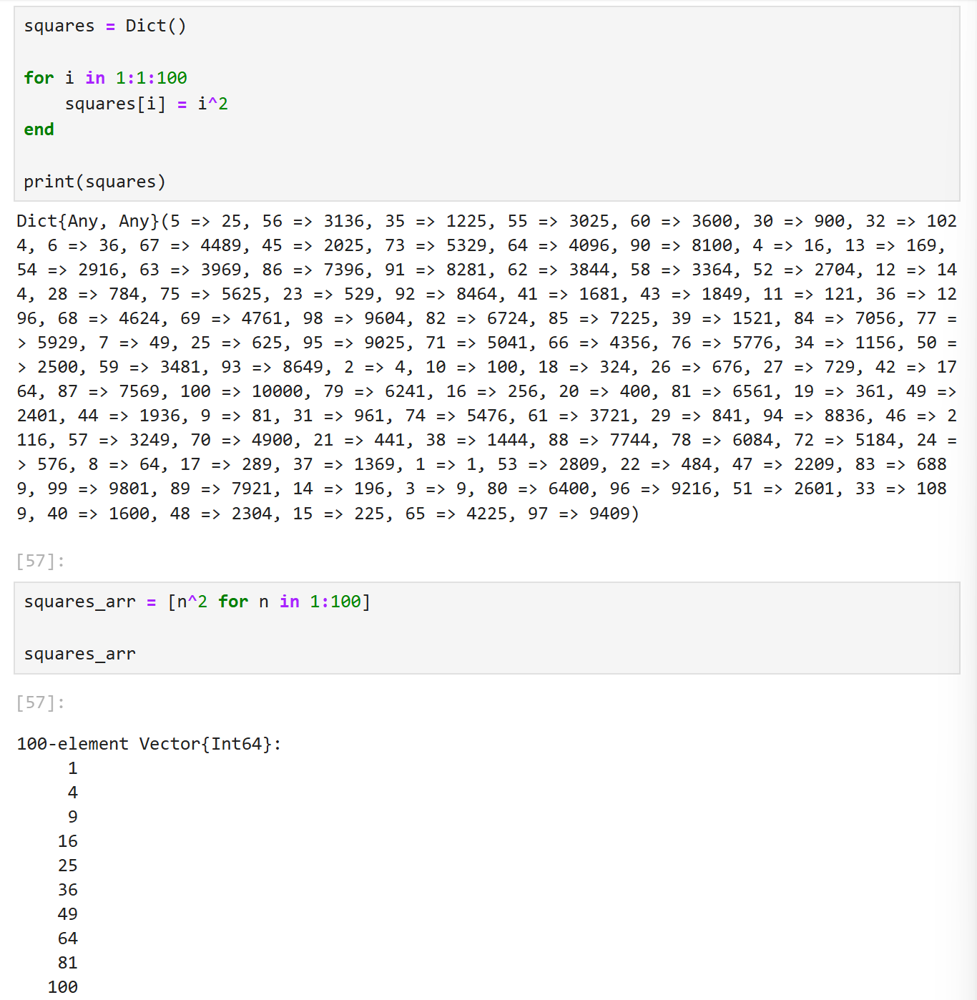 squares = Dict()
for i in 1:1:100
    squares[i] = i^2
end
print(squares)
Dict{Any, Any}(5 => 25, 56 => 3136, 35 => 1225, 55 => 3025, 60 => 3600, 30 => 900, 32 => 102
4, 6 => 36, 67 => 4489, 45 => 2025, 73 => 5329, 64 => 4096, 90 => 8100, 4 => 16, 13 => 169,
54 => 2916, 63 => 3969, 86 => 7396, 91 => 8281, 62 => 3844, 58 => 3364, 52 => 2704, 12 => 14
4, 28 => 784, 75 => 5625, 23 => 529, 92 => 8464, 41 => 1681, 43 => 1849, 11 => 121, 36 => 12
96, 68 => 4624, 69 => 4761, 98 => 9604, 82 => 6724, 85 => 7225, 39 => 1521, 84 => 7056, 77 =
> 5929, 7 => 49, 25 => 625, 95 => 9025, 71 => 5041, 66 => 4356, 76 => 5776, 34 => 1156, 50 =
> 2500, 59 => 3481, 93 => 8649, 2 => 4, 10 => 100, 18 => 324, 26 => 676, 27 => 729, 42 => 17
64, 87 => 7569, 100 => 10000, 79 => 6241, 16 => 256, 20 => 400, 81 => 6561, 19 => 361, 49 =>
2401, 44 => 1936, 9 => 81, 31 => 961, 74 => 5476, 61 => 3721, 29 => 841, 94 => 8836, 46 => 2
116, 57 => 3249, 70 => 4900, 21 => 441, 38 => 1444, 88 => 7744, 78 => 6084, 72 => 5184, 24 =
> 576, 8 => 64, 17 => 289, 37 => 1369, 1 => 1, 53 => 2809, 22 => 484, 47 => 2209, 83 => 688
9, 99 => 9801, 89 => 7921, 14 => 196, 3 => 9, 80 => 6400, 96 => 9216, 51 => 2601, 33 => 108
9, 40 => 1600, 48 => 2304, 15 => 225, 65 => 4225, 97 => 9409)
[57]:
squares_arr = [n^2 for n in 1:100]
squares_arr
[57]:
100-element Vector{Int64}:
1
4
9
16
25
36
49
64
81
100